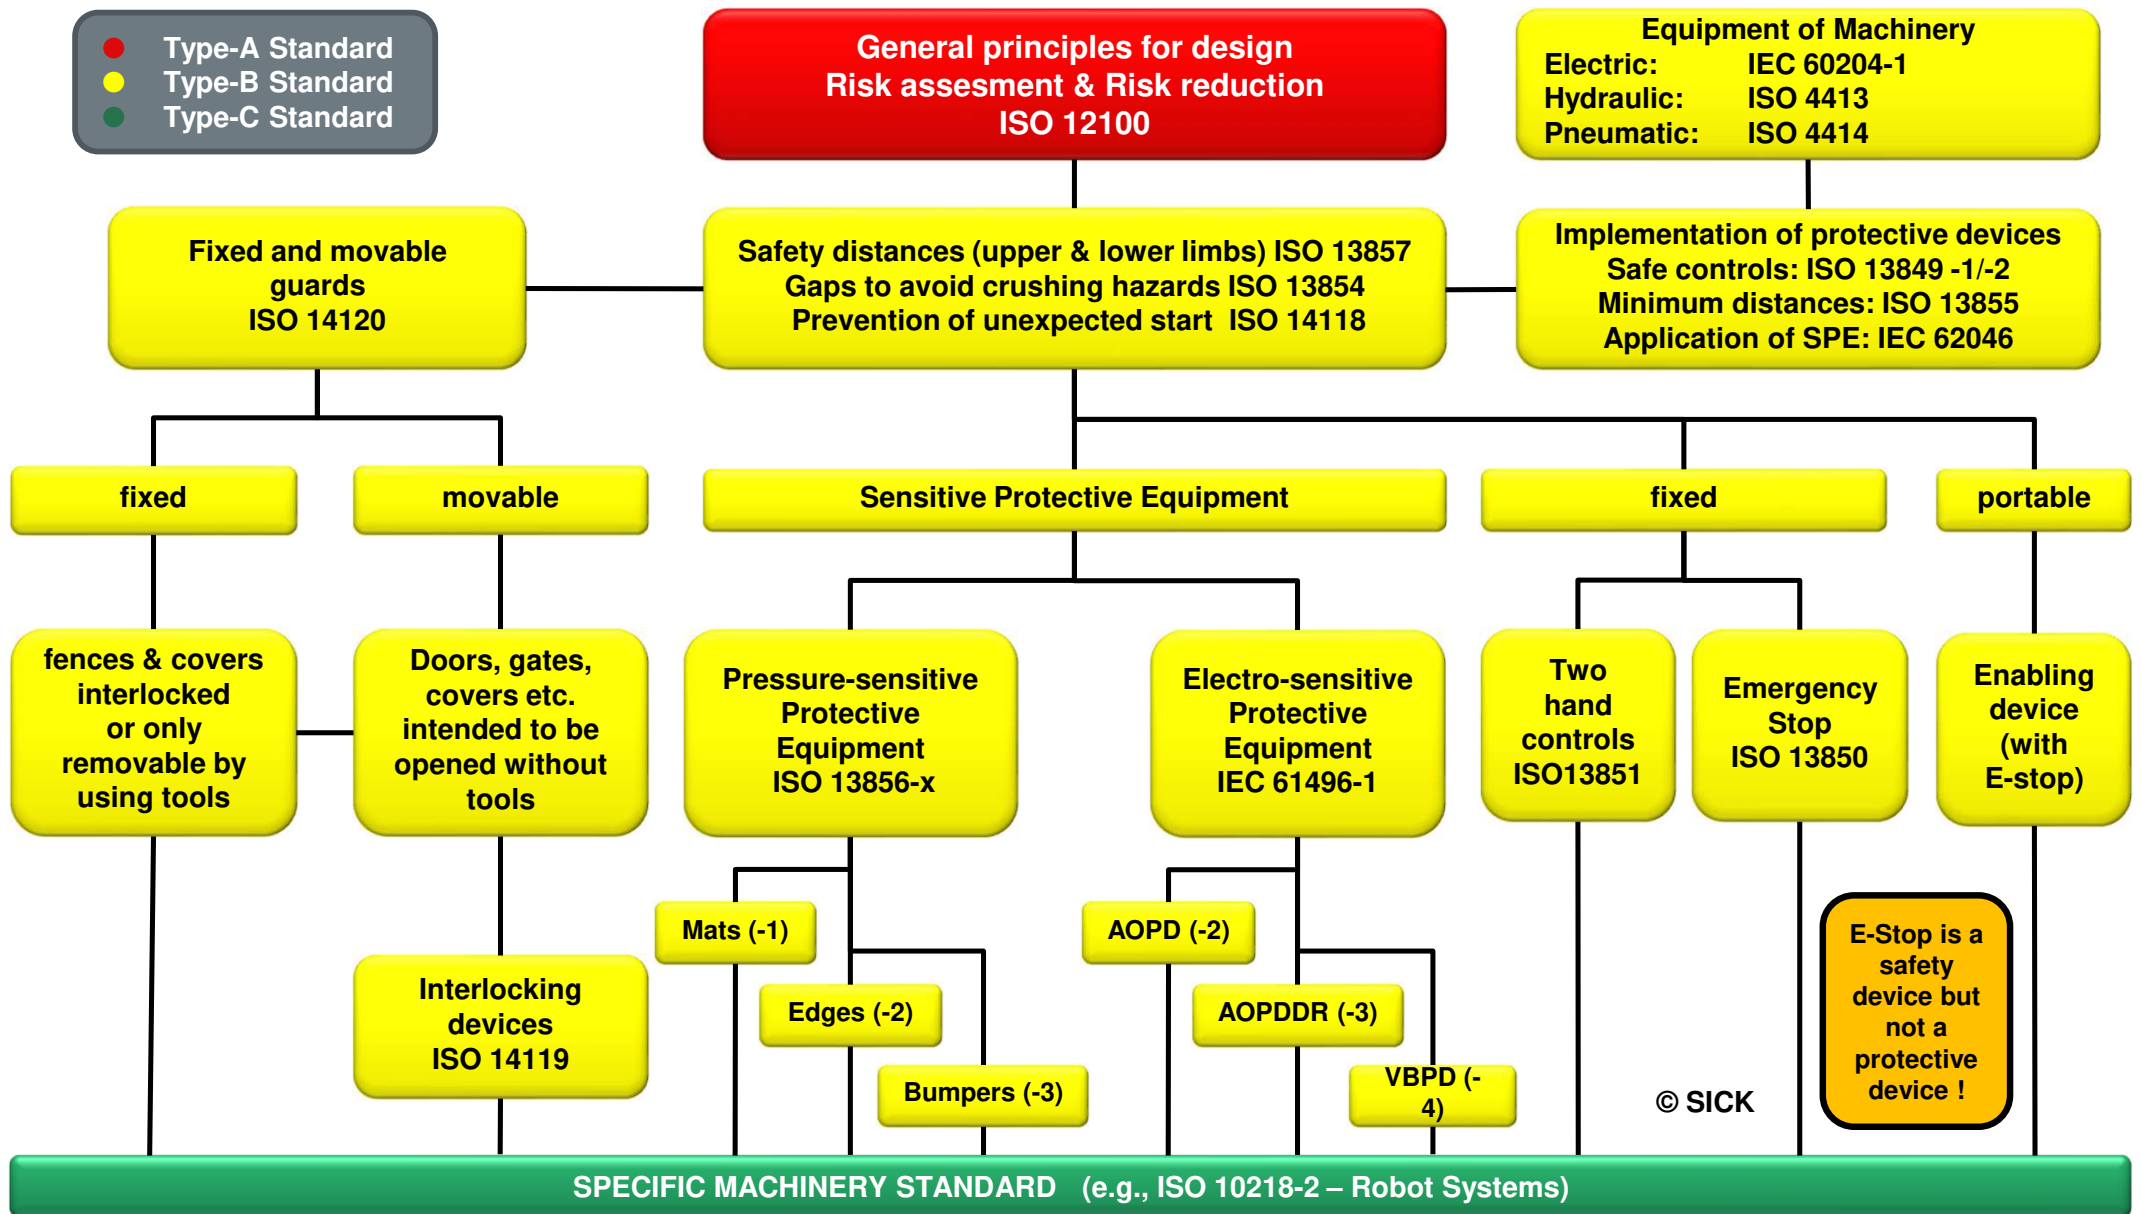 Type-A Standard
Type-B Standard
Type-C Standard
General principles for design
Risk assesment & Risk reduction
ISO 12100
Equipment of Machinery
Electric: IEC 60204-1
Hydraulic: ISO 4413
Pneumatic: ISO 4414
Fixed and movable
guards
ISO 14120
Safety distances (upper & lower limbs) ISO 13857
Gaps to avoid crushing hazards ISO 13854
Prevention of unexpected start ISO 14118
Implementation of protective devices
Safe controls: ISO 13849 -1/-2
Minimum distances: ISO 13855
Application of SPE: IEC 62046
fixed
movable
Sensitive Protective Equipment
fixed
portable
fences & covers
interlocked
or only
removable by
using tools
Doors, gates,
covers etc.
intended to be
opened without
tools
Pressure-sensitive
Protective
Equipment
ISO 13856-x
Electro-sensitive
Protective
Equipment
IEC 61496-1
Two
hand
controls
ISO13851
Emergency
Stop
ISO 13850
Enabling
device
(with
E-stop)
Mats (-1)
Edges (-2)
Bumpers (-3)
AOPD (-2)
AOPDDR (-3)
VBPD (-
4)
Interlocking
devices
ISO 14119
E-Stop is a
safety
device but
not a
protective
device !
© SICK
SPECIFIC MACHINERY STANDARD (e.g., ISO 10218-2 – Robot Systems)